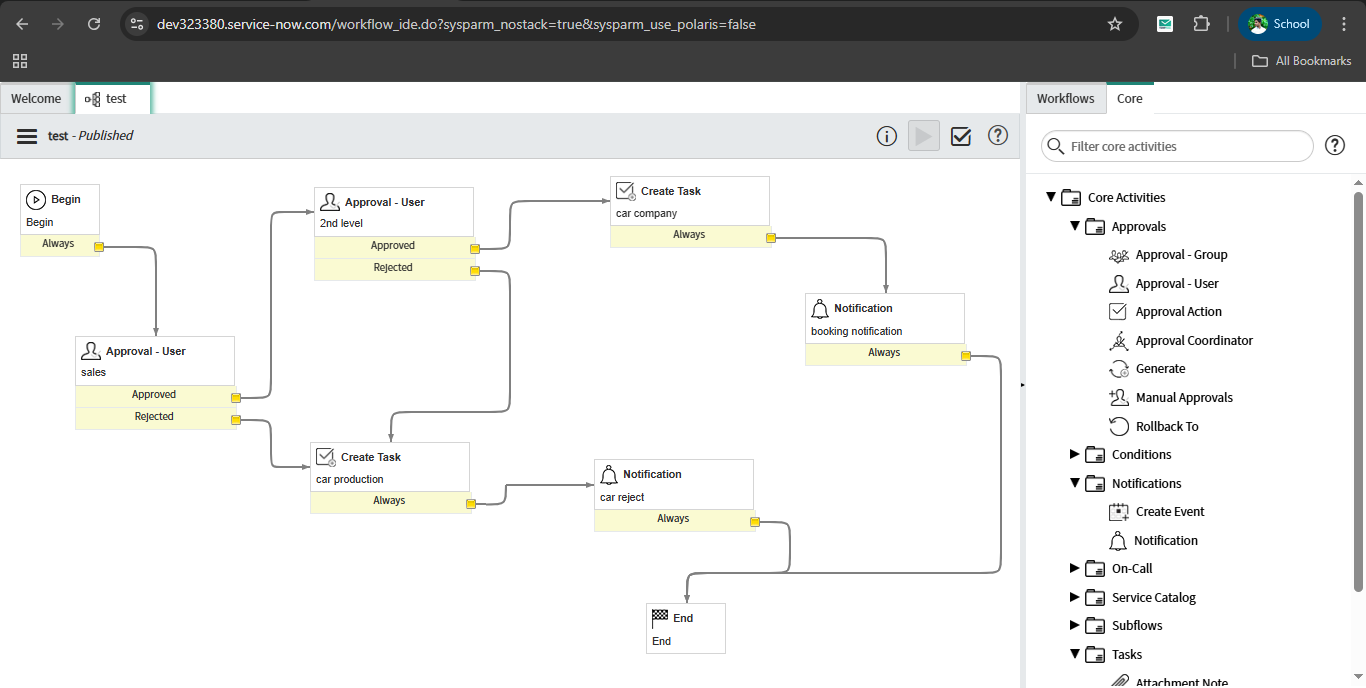 dev323380.service-now.com/workflow_ide.do?sysparm_nostack=true&sysparm_use_polaris=false
School
All Bookmarks
Welcome
test
Workflows
Core
test - Published
Filter core activities
Begin
Begin
Always
Approval - User
2nd level
Approved
Rejected
Create Task
car company
Always
Notification
booking notification
Always
Approval - User
sales
Approved
Rejected
Create Task
car production
Always
Notification
car reject
Always
End
End
Core Activities
Approvals
Approval - Group
Approval - User
Approval Action
Approval Coordinator
Generate
Manual Approvals
Rollback To
Conditions
Notifications
Create Event
Notification
On-Call
Service Catalog
Subflows
Tasks
Attachment Note